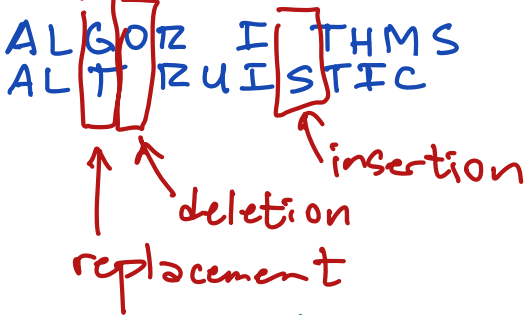 ALGOR I THMS
ALT RUISTIC
insertion
deletion
replacement